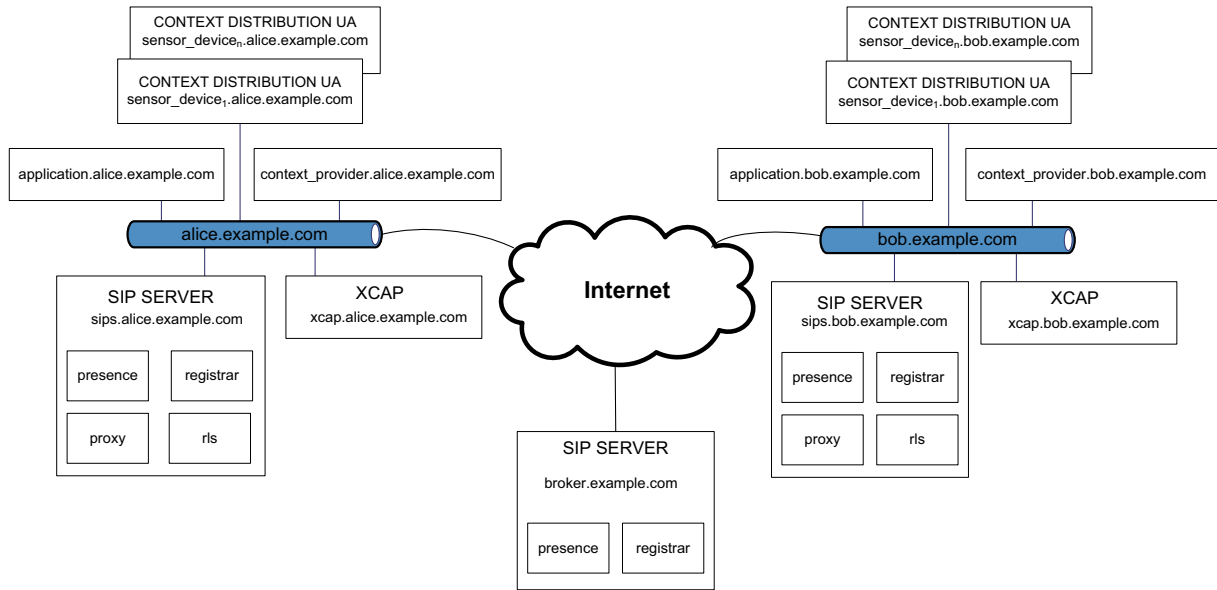 CONTEXT DISTRIBUTION UA
sensor_deviceₙ.alice.example.com
CONTEXT DISTRIBUTION UA
sensor_device₁.alice.example.com
application.alice.example.com
context_provider.alice.example.com
alice.example.com
SIP SERVER
sips.alice.example.com
presence
registrar
proxy
rls
XCAP
xcap.alice.example.com
Internet
SIP SERVER
broker.example.com
presence
registrar
CONTEXT DISTRIBUTION UA
sensor_deviceₙ.bob.example.com
CONTEXT DISTRIBUTION UA
sensor_device₁.bob.example.com
application.bob.example.com
context_provider.bob.example.com
bob.example.com
SIP SERVER
sips.bob.example.com
presence
registrar
proxy
rls
XCAP
xcap.bob.example.com